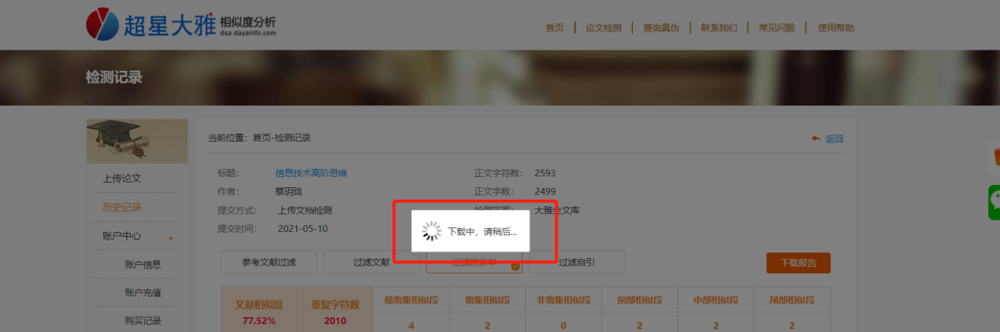 超星大雅 相似度分析
dsa.dayainfo.com
首页 论文检测 查询真伪 联系我们 常见问题 使用帮助
检测记录
当前位置：首页-检测记录 返回
上传论文
历史记录
账户中心
账户信息
账户充值
购买记录
标题： 信息技术高阶思维 正文字符数： 2593
作者： 蔡玥珑 正文字数： 2499
提交方式： 上传文档检测 检测范围： 大雅全文库
提交时间： 2021-05-10
下载中，请稍后...
参考文献过滤 过滤文献 过滤发表年 过滤自引 下载报告
文献相似度 重复字符数 最密集相似段 密集相似段 非密集相似段 前部相似段 中部相似段 尾部相似段
77.52% 2010 4 2 0 2 2 2